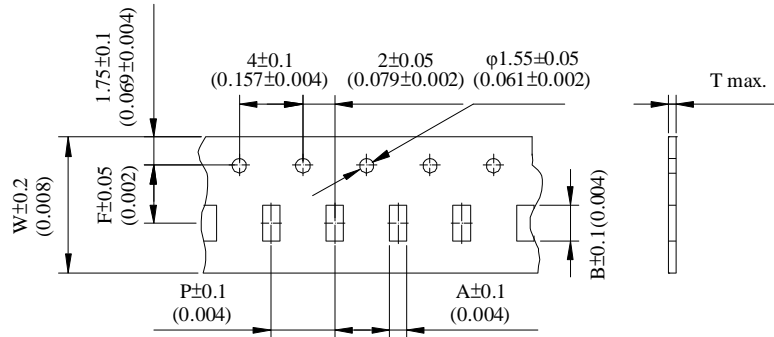 1.75±0.1
(0.069±0.004)
4±0.1
(0.157±0.004)
2±0.05
(0.079±0.002)
φ1.55±0.05
(0.061±0.002)
T max.
W±0.2
(0.008)
F±0.05
(0.002)
B±0.1(0.004)
P±0.1
(0.004)
A±0.1
(0.004)